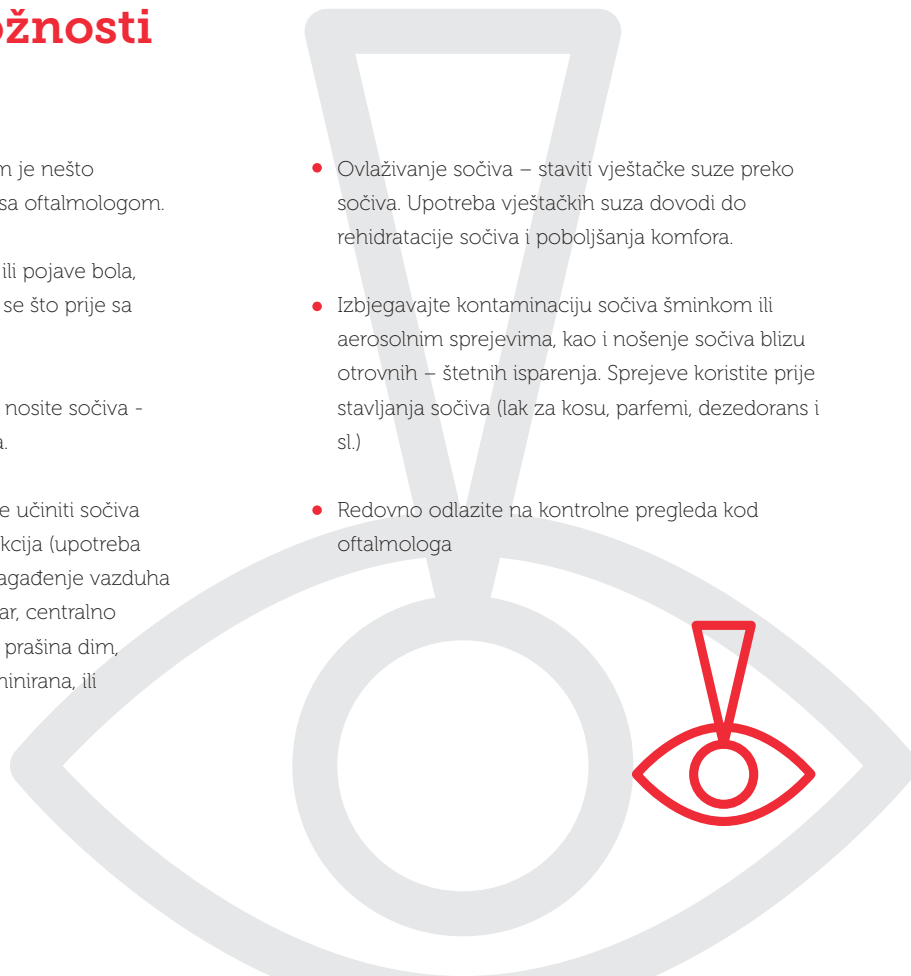 ožnosti
m je nešto
sa oftalmologom.
ili pojave bola,
se što prije sa
nosite sočiva -
a.
e učiniti sočiva
kcija (upotreba
agađenje vazduha
ar, centralno
prašina dim,
ninirana, ili
• Ovlaživanje sočiva – staviti vještačke suze preko
sočiva. Upotreba vještačkih suza dovodi do
rehidratacije sočiva i poboljšanja komfora.
• Izbjegavajte kontaminaciju sočiva šminkom ili
aerosolnim sprejevima, kao i nošenje sočiva blizu
otrovnih – štetnih isparenja. Sprejeve koristite prije
stavljanja sočiva (lak za kosu, parfemi, dezedorans i
sl.)
• Redovno odlazite na kontrolne pregleda kod
oftalmologa